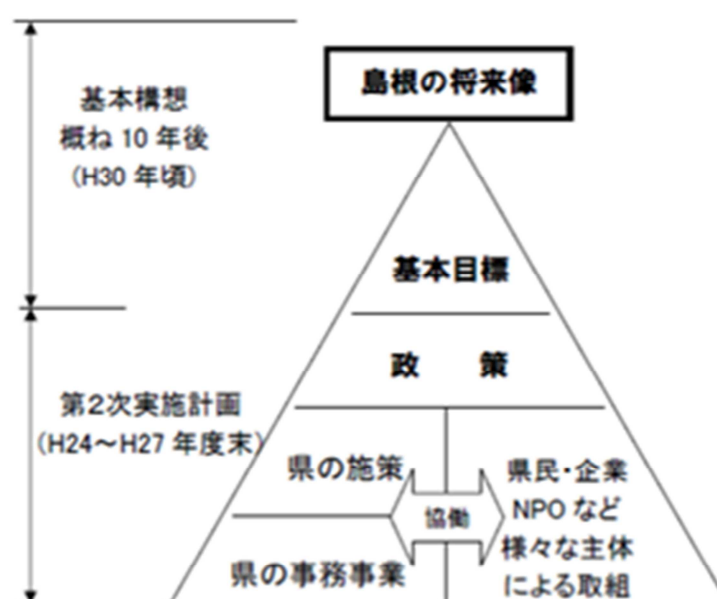 島根の将来像
基本構想
概ね 10 年後
(H30 年頃)
基本目標
政　　策
第2次実施計画
(H24～H27 年度末)
県の施策
協働
県の事務事業
県民・企業
NPO など
様々な主体
による取組